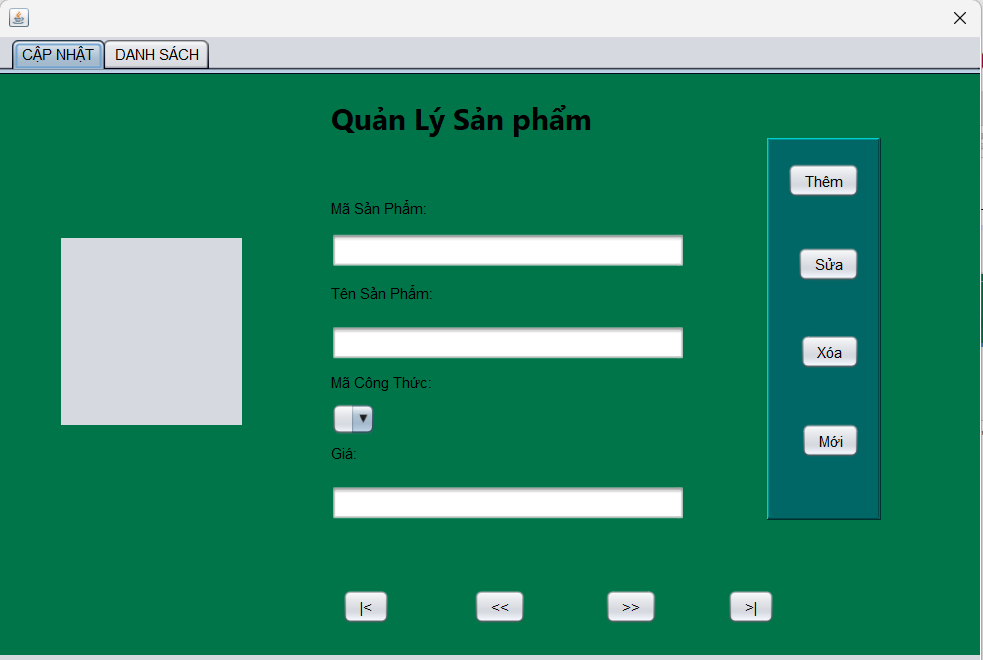 CẬP NHẬT
DANH SÁCH
Quản Lý Sản phẩm
Mã Sản Phẩm:
Tên Sản Phẩm:
Mã Công Thức:
Giá:
Thêm
Sửa
Xóa
Mới
|<
<<
>>
>|